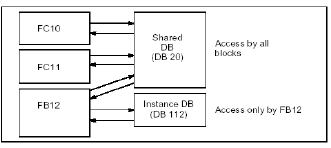 FC10
Shared
DB
(DB 20)
Access by all
blocks
FC11
FB12
Instance DB
(DB 112)
Access only by FB12